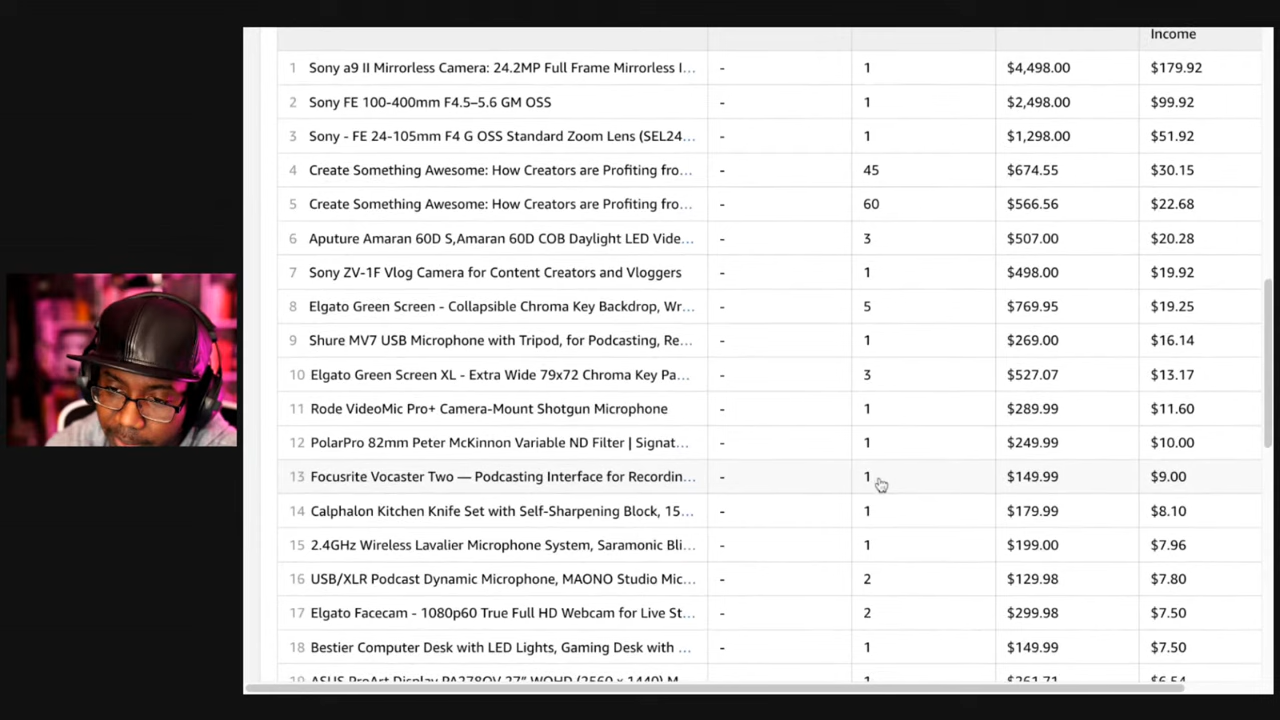 Income
1 Sony a9 II Mirrorless Camera: 24.2MP Full Frame Mirrorless I... - 1 $4,498.00 $179.92
2 Sony FE 100-400mm F4.5–5.6 GM OSS - 1 $2,498.00 $99.92
3 Sony - FE 24-105mm F4 G OSS Standard Zoom Lens (SEL24... - 1 $1,298.00 $51.92
4 Create Something Awesome: How Creators are Profiting fro... - 45 $674.55 $30.15
5 Create Something Awesome: How Creators are Profiting fro... - 60 $566.56 $22.68
6 Aputure Amaran 60D S,Amaran 60D COB Daylight LED Vide... - 3 $507.00 $20.28
7 Sony ZV-1F Vlog Camera for Content Creators and Vloggers - 1 $498.00 $19.92
8 Elgato Green Screen - Collapsible Chroma Key Backdrop, Wr... - 5 $769.95 $19.25
9 Shure MV7 USB Microphone with Tripod, for Podcasting, Re... - 1 $269.00 $16.14
10 Elgato Green Screen XL - Extra Wide 79x72 Chroma Key Pa... - 3 $527.07 $13.17
11 Rode VideoMic Pro+ Camera-Mount Shotgun Microphone - 1 $289.99 $11.60
12 PolarPro 82mm Peter McKinnon Variable ND Filter | Signat... - 1 $249.99 $10.00
13 Focusrite Vocaster Two — Podcasting Interface for Recordin... - 1 $149.99 $9.00
14 Calphalon Kitchen Knife Set with Self-Sharpening Block, 15... - 1 $179.99 $8.10
15 2.4GHz Wireless Lavalier Microphone System, Saramonic Bli... - 1 $199.00 $7.96
16 USB/XLR Podcast Dynamic Microphone, MAONO Studio Mic... - 2 $129.98 $7.80
17 Elgato Facecam - 1080p60 True Full HD Webcam for Live St... - 2 $299.98 $7.50
18 Bestier Computer Desk with LED Lights, Gaming Desk with ... - 1 $149.99 $7.50
19 ASUS ProArt Display PA278QV 27" WQHD (2560 x 1440) M... - 1 $261.71 $6.54